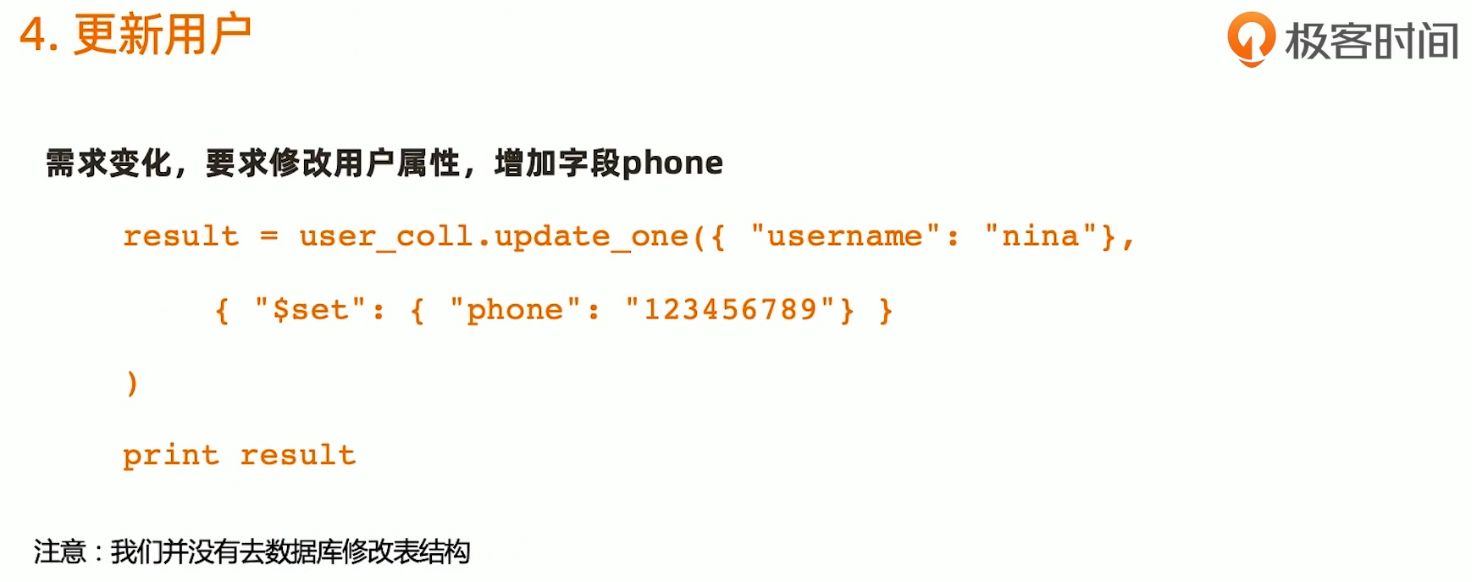 4. 更新用户
极客时间
需求变化，要求修改用户属性，增加字段phone
result = user_coll.update_one({ "username": "nina"},
{ "$set": { "phone": "123456789"} }
)
print result
注意：我们并没有去数据库修改表结构